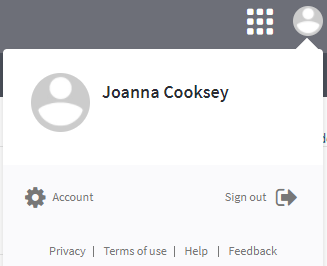 Joanna Cooksey
Account Sign out
Privacy | Terms of use | Help | Feedback